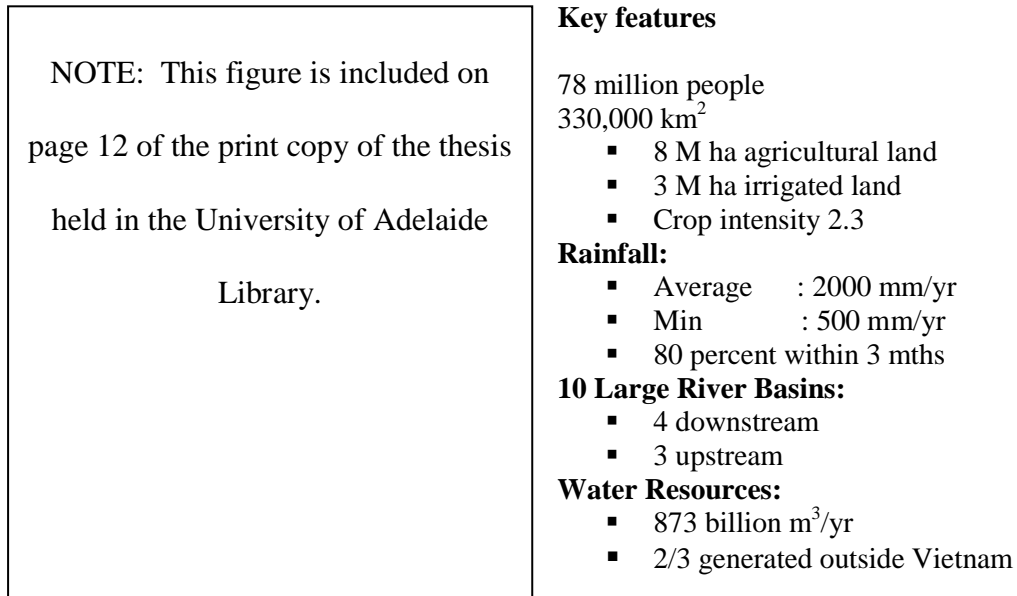 NOTE: This figure is included on
page 12 of the print copy of the thesis
held in the University of Adelaide
Library.
Key features
78 million people
330,000 km²
▪ 8 M ha agricultural land
▪ 3 M ha irrigated land
▪ Crop intensity 2.3
Rainfall:
▪ Average : 2000 mm/yr
▪ Min : 500 mm/yr
▪ 80 percent within 3 mths
10 Large River Basins:
▪ 4 downstream
▪ 3 upstream
Water Resources:
▪ 873 billion m³/yr
▪ 2/3 generated outside Vietnam